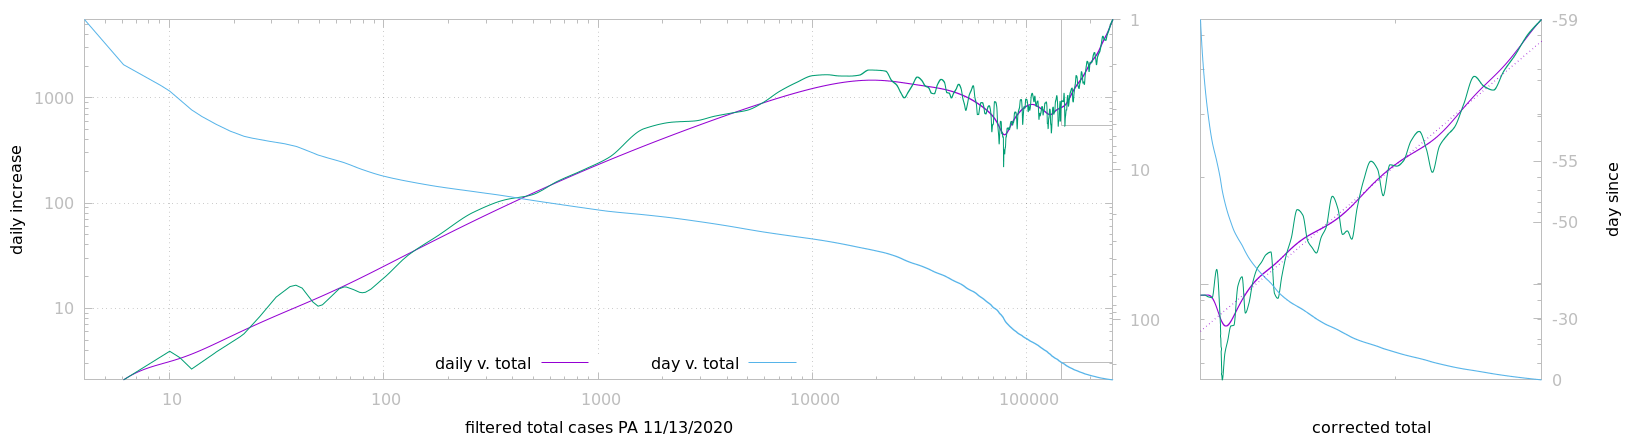 daily increase
1000
100
10
10
100
1000
10000
100000
filtered total cases PA 11/13/2020
daily v. total
day v. total
1
10
100
-59
-55
-50
-30
0
day since
corrected total